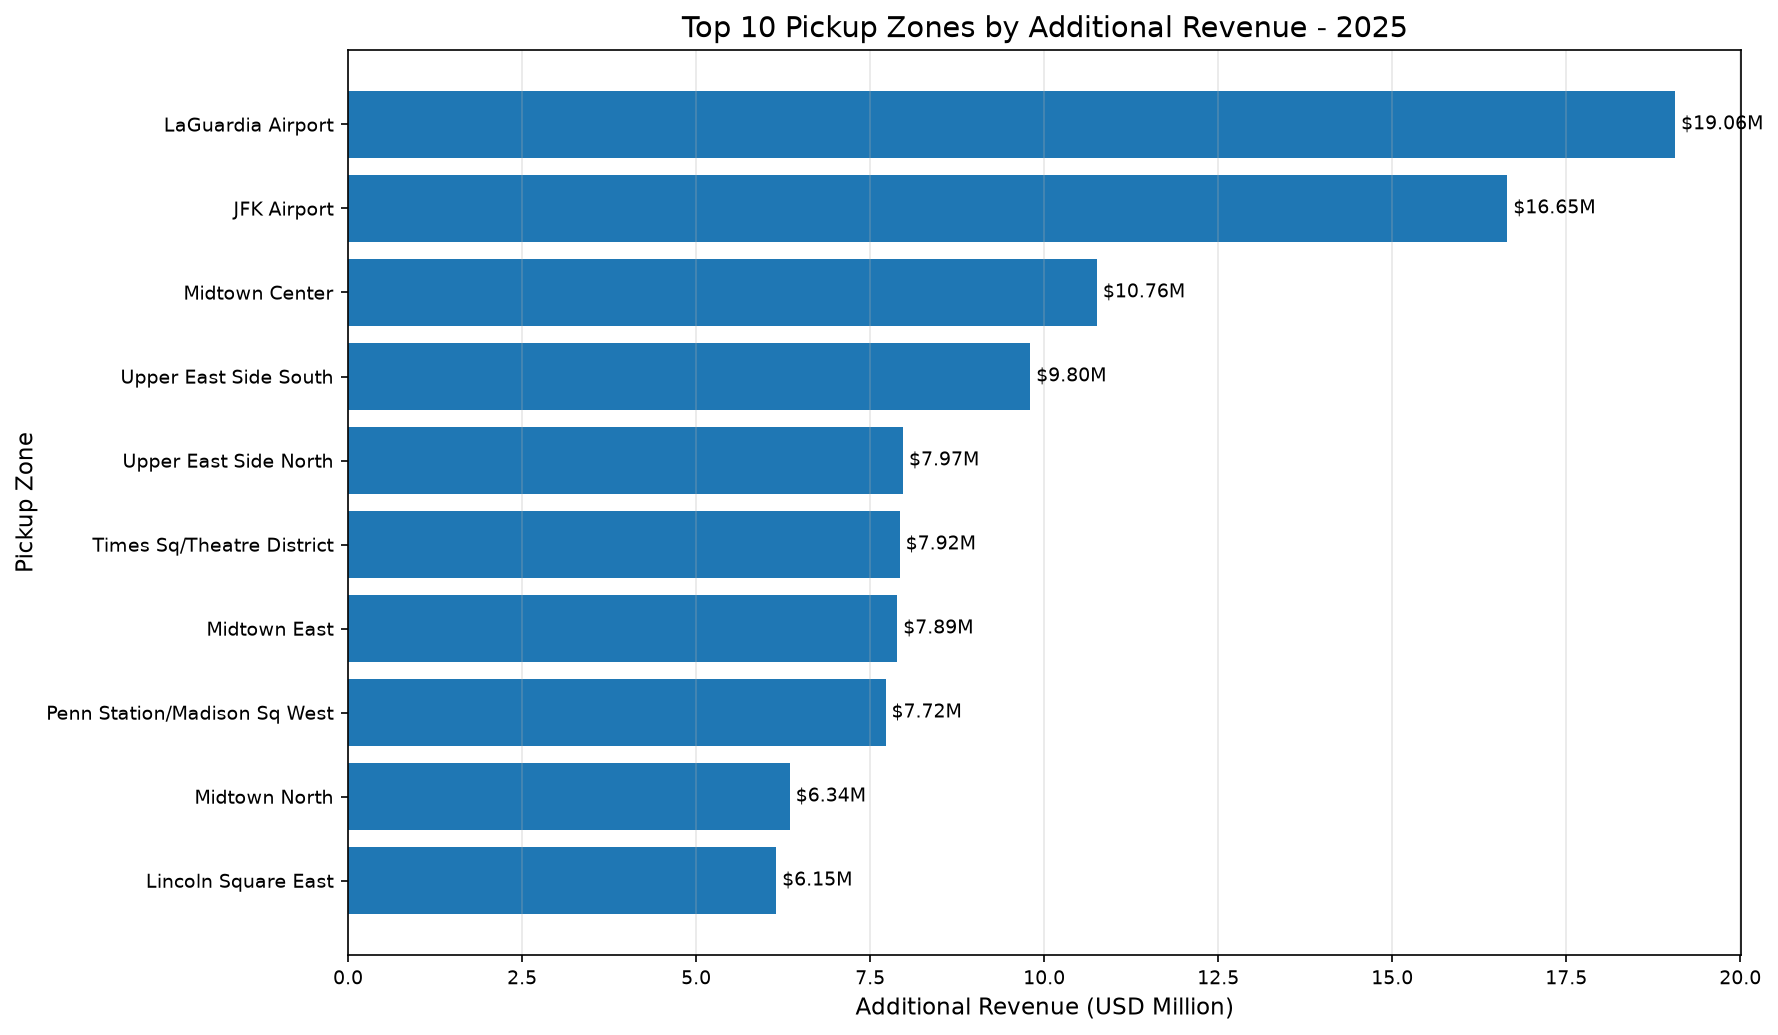 Top 10 Pickup Zones by Additional Revenue - 2025
LaGuardia Airport
$19.06M
JFK Airport
$16.65M
Midtown Center
$10.76M
Upper East Side South
$9.80M
Upper East Side North
$7.97M
Times Sq/Theatre District
$7.92M
Midtown East
$7.89M
Penn Station/Madison Sq West
$7.72M
Midtown North
$6.34M
Lincoln Square East
$6.15M
Pickup Zone
0.0 2.5 5.0 7.5 10.0 12.5 15.0 17.5 20.0
Additional Revenue (USD Million)